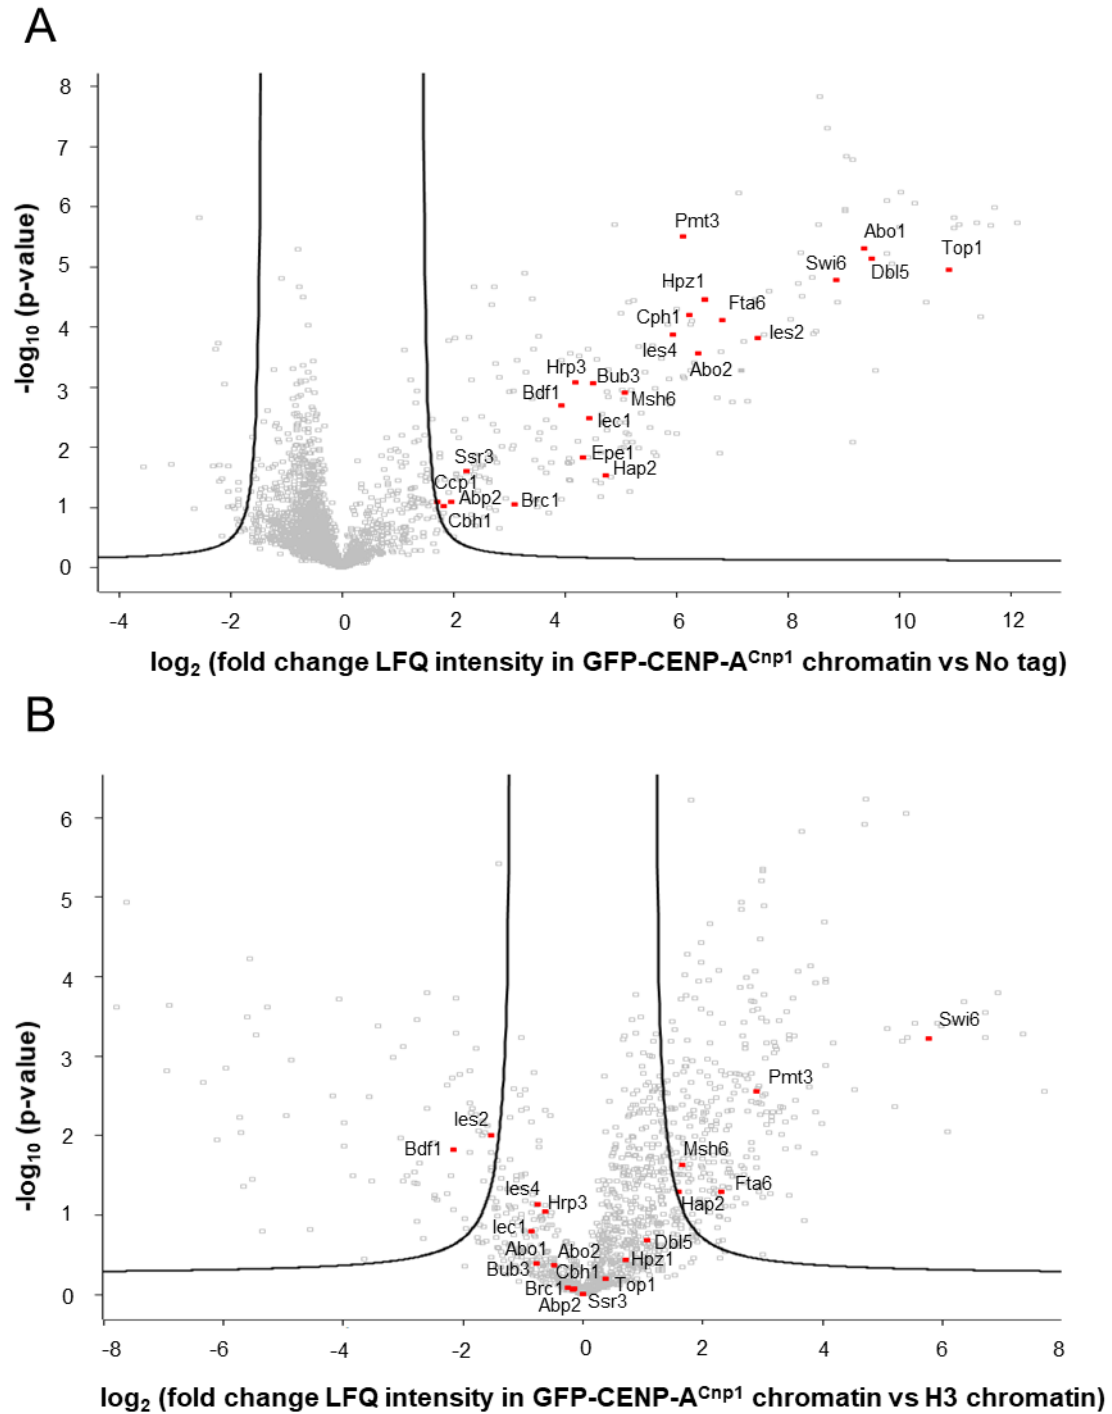 A
8
7
6
5
4
3
2
1
0
-log10 (p-value)
Pmt3
Abo1
Top1
Swi6
Dbl5
Hpz1
Fta6
Cph1
Ies2
Ies4
Abo2
Hrp3
Bub3
Bdf1
Msh6
Iec1
Epe1
Ssr3
Hap2
Ccp1
Abp2
Brc1
Cbh1
-4 -2 0 2 4 6 8 10 12
log2 (fold change LFQ intensity in GFP-CENP-ACnp1 chromatin vs No tag)
B
6
5
4
3
2
1
0
-log10 (p-value)
Swi6
Pmt3
Ies2
Bdf1
Msh6
Ies4
Fta6
Hrp3
Hap2
Iec1
Dbl5
Abo1
Abo2
Hpz1
Bub3
Cbh1
Top1
Brc1
Ssr3
Abp2
-8 -6 -4 -2 0 2 4 6 8
log2 (fold change LFQ intensity in GFP-CENP-ACnp1 chromatin vs H3 chromatin)